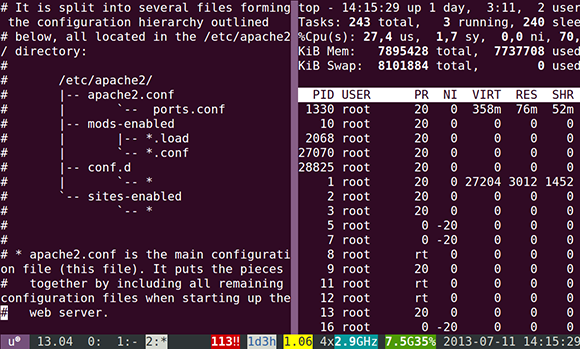 # It is split into several files forming
 the configuration hierarchy outlined
# below, all located in the /etc/apache2
/ directory:
#
#       /etc/apache2/
#       |-- apache2.conf
#       |       `--  ports.conf
#       |-- mods-enabled
#       |       |-- *.load
#       |       `-- *.conf
#       |-- conf.d
#       |       `-- *
#       `-- sites-enabled
#               `-- *
#
#
# * apache2.conf is the main configurati
on file (this file). It puts the pieces
#   together by including all remaining
configuration files when starting up the
#   web server.
top - 14:15:29 up 1 day,  3:11,  2 user
Tasks: 243 total,   3 running, 240 slee
%Cpu(s): 27,4 us,  1,7 sy,  0,0 ni, 70,
KiB Mem:   7895428 total,  7737708 used
KiB Swap:  8101884 total,        0 used
PID USER      PR  NI  VIRT  RES  SHR
1330 root      20   0  358m  76m  52m
10 root      20   0     0    0    0
2068 root      20   0     0    0    0
27070 root      20   0     0    0    0
28825 root      20   0     0    0    0
1 root      20   0 27204 3012 1452
2 root      20   0     0    0    0
3 root      20   0     0    0    0
5 root       0 -20     0    0    0
7 root       0 -20     0    0    0
8 root      rt   0     0    0    0
9 root      20   0     0    0    0
11 root      rt   0     0    0    0
12 root      rt   0     0    0    0
13 root      20   0     0    0    0
16 root       0 -20     0    0    0
u 13.04  0:  1:- 2:* 113!! 1d3h 1.06 4x2.9GHz 7.5G35% 2013-07-11 14:15:29